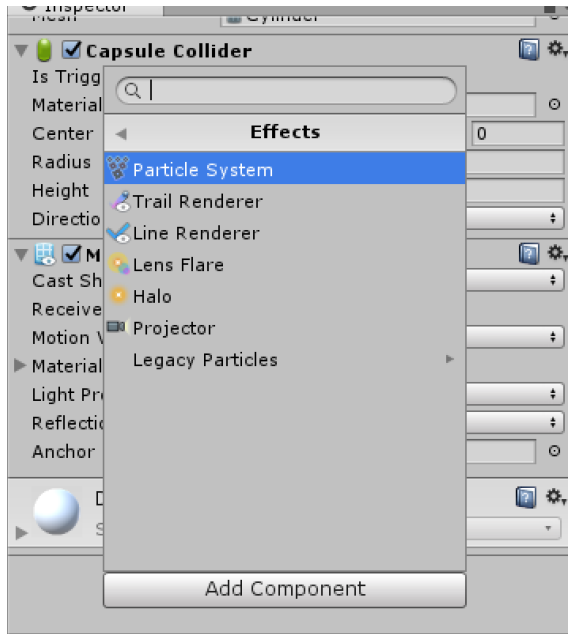 Inspector
Mesh
Cylinder
Capsule Collider
Is Trigg
Material
Center
0
Radius
Height
Directio
M
Cast Sh
Receive
Motion V
Material
Light Pr
Reflectio
Anchor
Effects
Particle System
Trail Renderer
Line Renderer
Lens Flare
Halo
Projector
Legacy Particles
D
S
Add Component